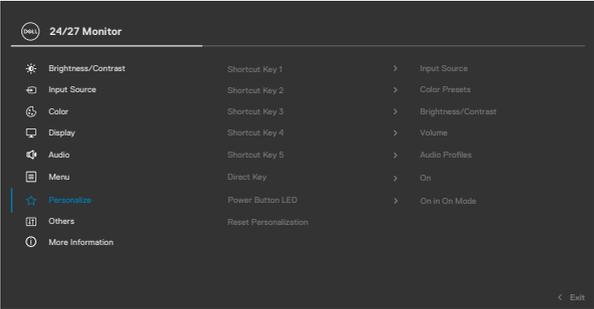 DELL
24/27 Monitor
Brightness/Contrast
Shortcut Key 1 > Input Source
Input Source
Shortcut Key 2 > Color Presets
Color
Shortcut Key 3 > Brightness/Contrast
Display
Shortcut Key 4 > Volume
Audio
Shortcut Key 5 > Audio Profiles
Menu
Direct Key > On
Personalize
Power Button LED > On in On Mode
Others
Reset Personalization
More Information
< Exit